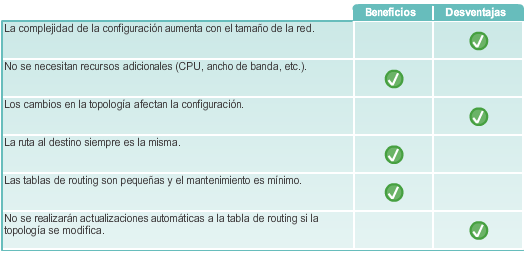 Beneficios Desventajas
La complejidad de la configuración aumenta con el tamaño de la red.
No se necesitan recursos adicionales (CPU, ancho de banda, etc.).
Los cambios en la topología afectan la configuración.
La ruta al destino siempre es la misma.
Las tablas de routing son pequeñas y el mantenimiento es mínimo.
No se realizarán actualizaciones automáticas a la tabla de routing si la
topología se modifica.